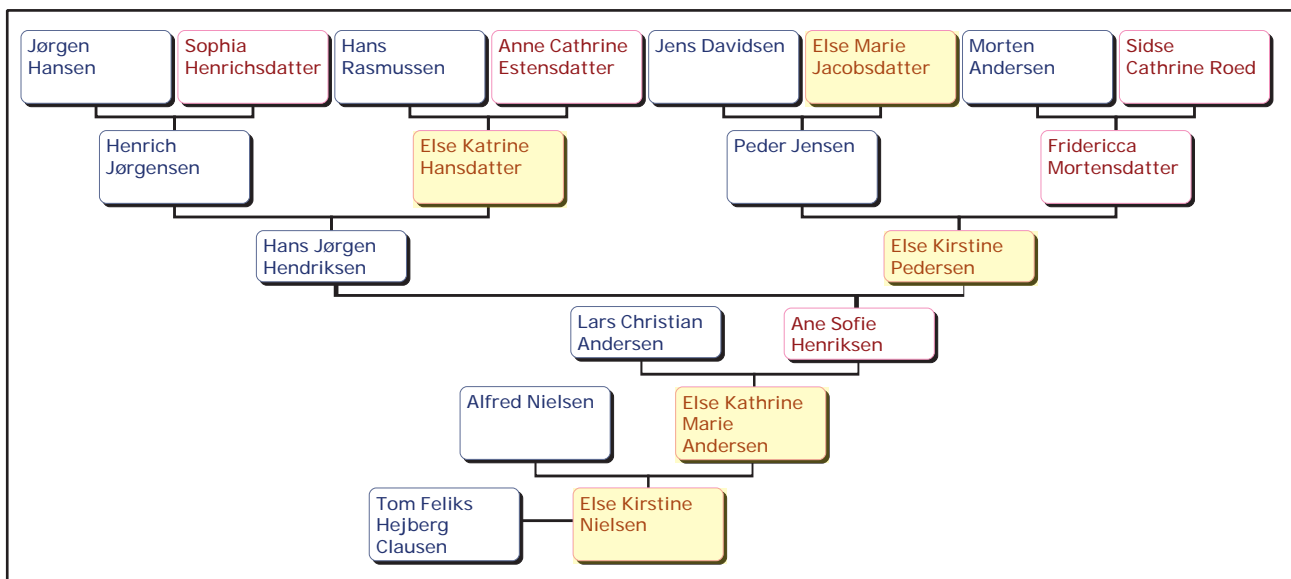 Jørgen
Hansen
Sophia
Henrichsdatter
Hans
Rasmussen
Anne Cathrine
Estensdatter
Jens Davidsen
Else Marie
Jacobsdatter
Morten
Andersen
Sidse
Cathrine Roed
Henrich
Jørgensen
Else Katrine
Hansdatter
Peder Jensen
Fridericca
Mortensdatter
Hans Jørgen
Hendriksen
Else Kirstine
Pedersen
Lars Christian
Andersen
Ane Sofie
Henriksen
Alfred Nielsen
Else Kathrine
Marie
Andersen
Tom Feliks
Hejberg
Clausen
Else Kirstine
Nielsen